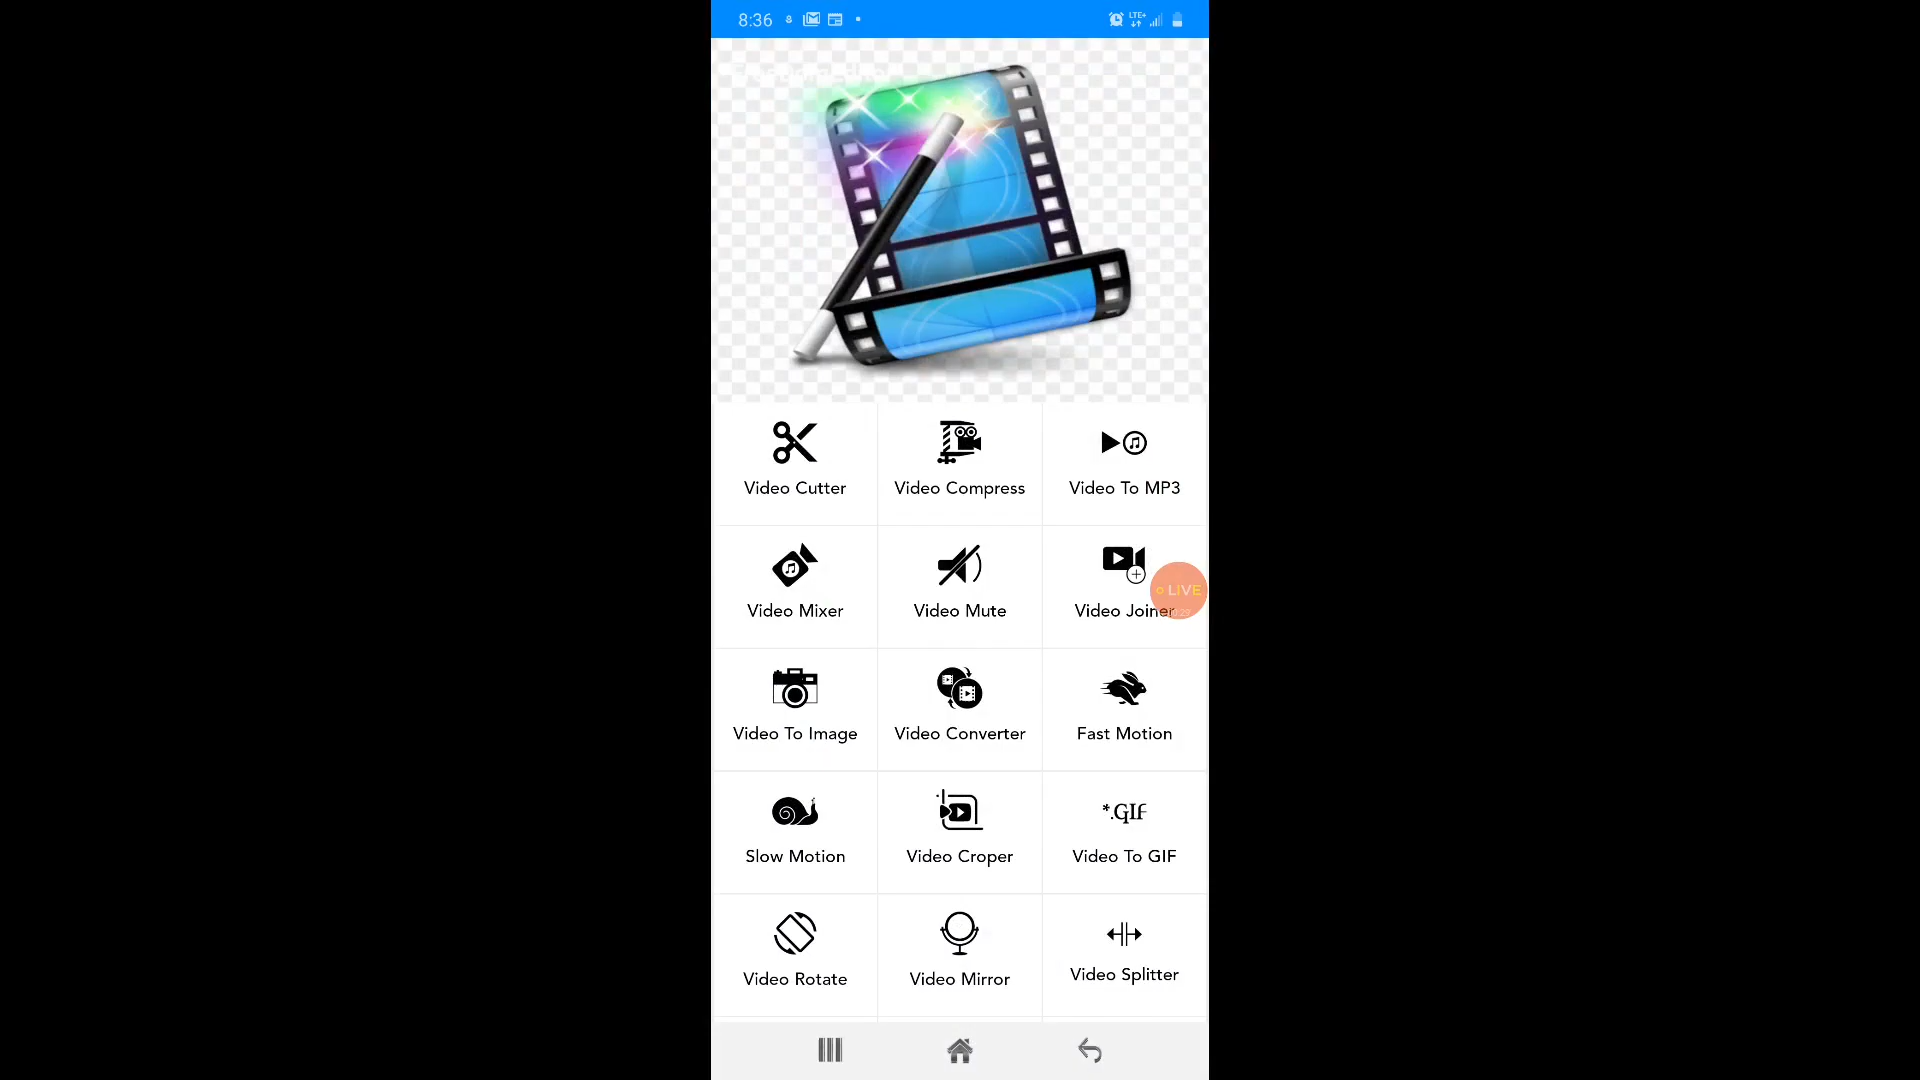 8:36
LTE+
Video Cutter
Video Compress
Video To MP3
Video Mixer
Video Mute
Video Joiner
LIVE
Video To Image
Video Converter
Fast Motion
*.GIF
Slow Motion
Video Croper
Video To GIF
Video Rotate
Video Mirror
Video Splitter